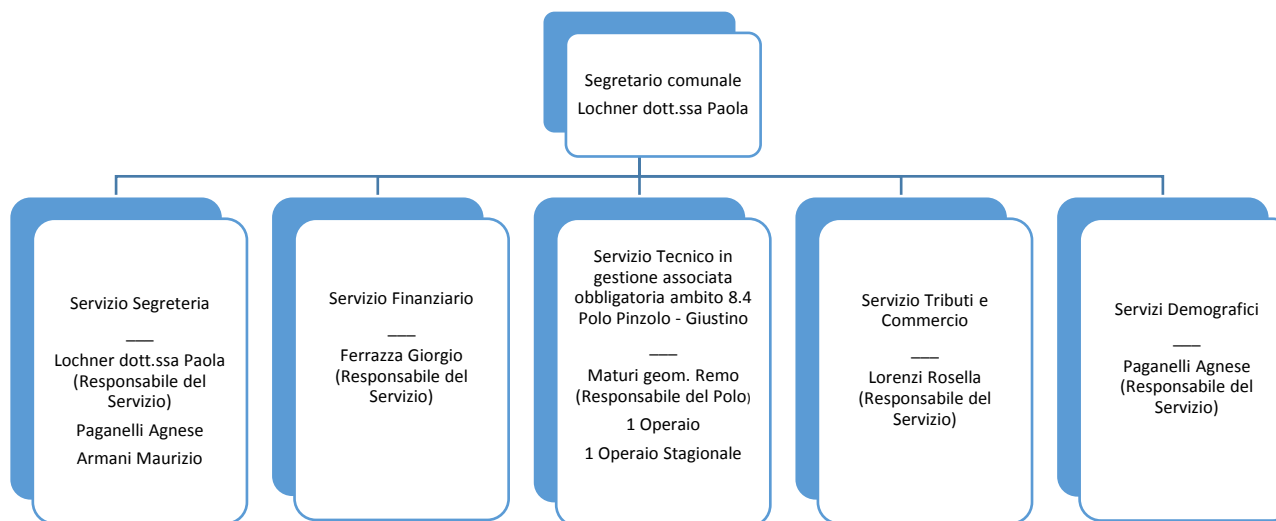 Segretario comunale
Lochner dott.ssa Paola
Servizio Segreteria
___
Lochner dott.ssa Paola
(Responsabile del
Servizio)
Paganelli Agnese
Armani Maurizio
Servizio Finanziario
___
Ferrazza Giorgio
(Responsabile del
Servizio)
Servizio Tecnico in
gestione associata
obbligatoria ambito 8.4
Polo Pinzolo - Giustino
___
Maturi geom. Remo
(Responsabile del Polo)
1 Operaio
1 Operaio Stagionale
Servizio Tributi e
Commercio
___
Lorenzi Rosella
(Responsabile del
Servizio)
Servizi Demografici
___
Paganelli Agnese
(Responsabile del
Servizio)